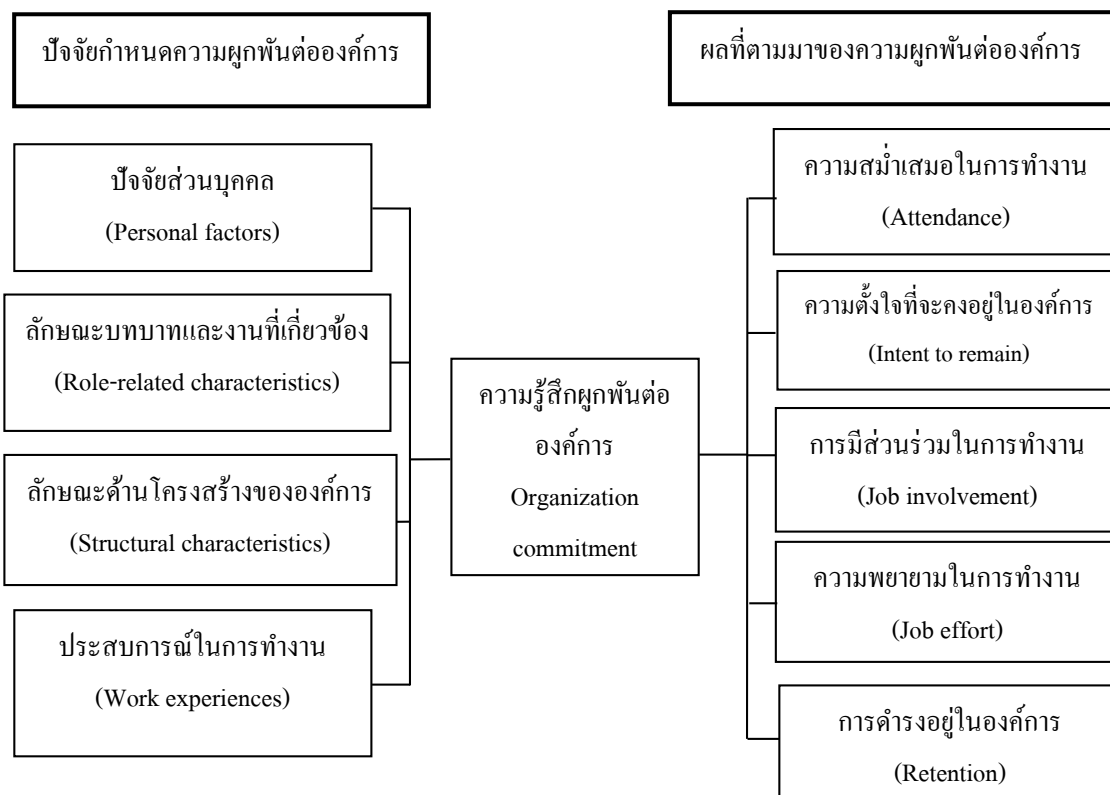 ปัจจัยกำหนดความผูกพันต่อองค์การ
ผลที่ตามมาของความผูกพันต่อองค์การ
ปัจจัยส่วนบุคคล
(Personal factors)
ลักษณะบทบาทและงานที่เกี่ยวข้อง
(Role-related characteristics)
ลักษณะด้านโครงสร้างขององค์การ
(Structural characteristics)
ประสบการณ์ในการทำงาน
(Work experiences)
ความรู้สึกผูกพันต่อ
องค์การ
Organization
commitment
ความสม่ำเสมอในการทำงาน
(Attendance)
ความตั้งใจที่จะคงอยู่ในองค์การ
(Intent to remain)
การมีส่วนร่วมในการทำงาน
(Job involvement)
ความพยายามในการทำงาน
(Job effort)
การดำรงอยู่ในองค์การ
(Retention)